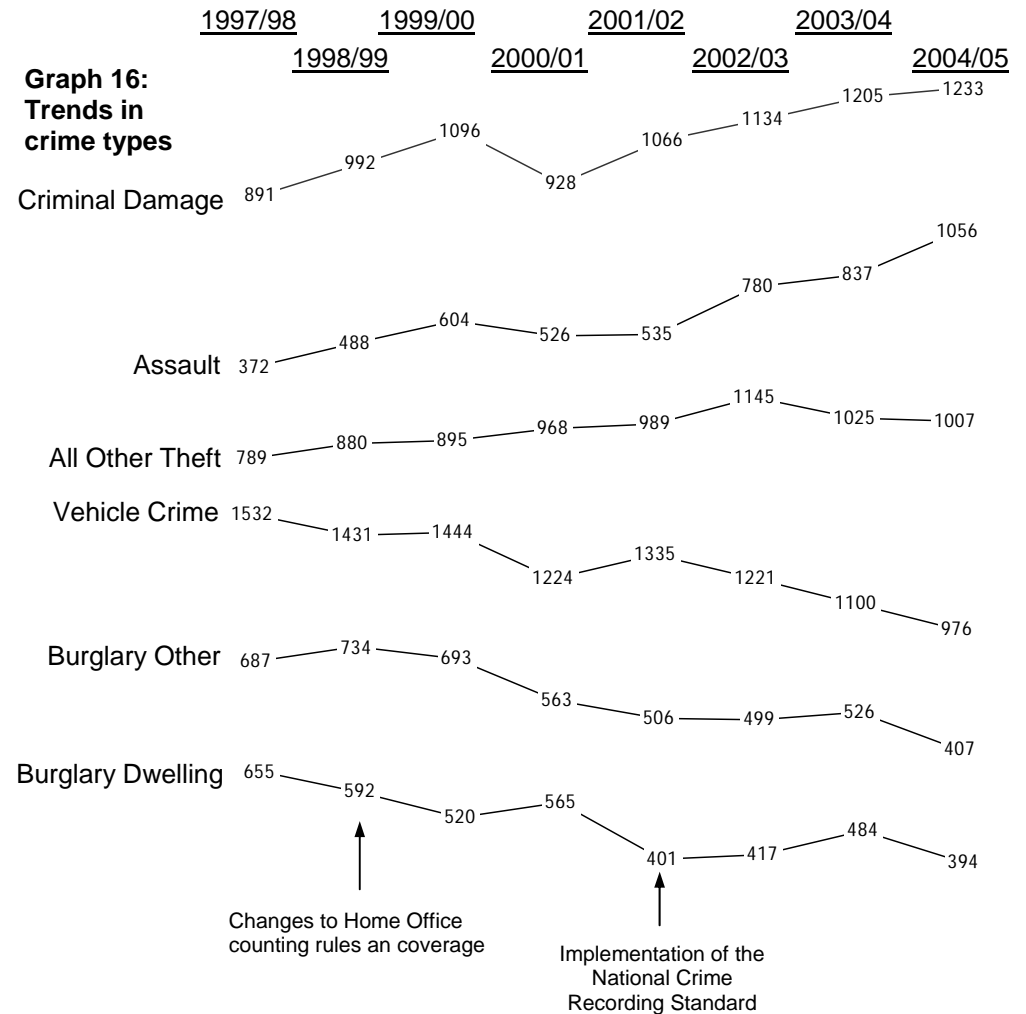 1997/98 1999/00 2001/02 2003/04
1998/99 2000/01 2002/03 2004/05
Graph 16:
Trends in
crime types
Criminal Damage 891 992 1096 928 1066 1134 1205 1233
Assault 372 488 604 526 535 780 837 1056
All Other Theft 789 880 895 968 989 1145 1025 1007
Vehicle Crime 1532 1431 1444 1224 1335 1221 1100 976
Burglary Other 687 734 693 563 506 499 526 407
Burglary Dwelling 655 592 520 565 401 417 484 394
Changes to Home Office
counting rules an coverage
Implementation of the
National Crime
Recording Standard